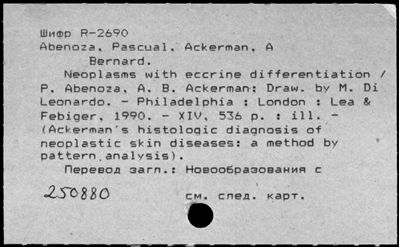 Шифр R-2690
Abenoza, Pascual, Ackerman, A
Bernard.
Neoplasms with eccrine differentiation /
P. Abenoza, A. B. Ackerman; Draw. by M. Di
Leonardo. - Philadelphia : London : Lea &
Febiger, 1990. - XIV, 536 p. : ill. -
(Ackerman's histologic diagnosis of
neoplastic skin diseases: a method by
pattern analysis).
Перевод загл.: Новообразования с
250880 см. след. карт.